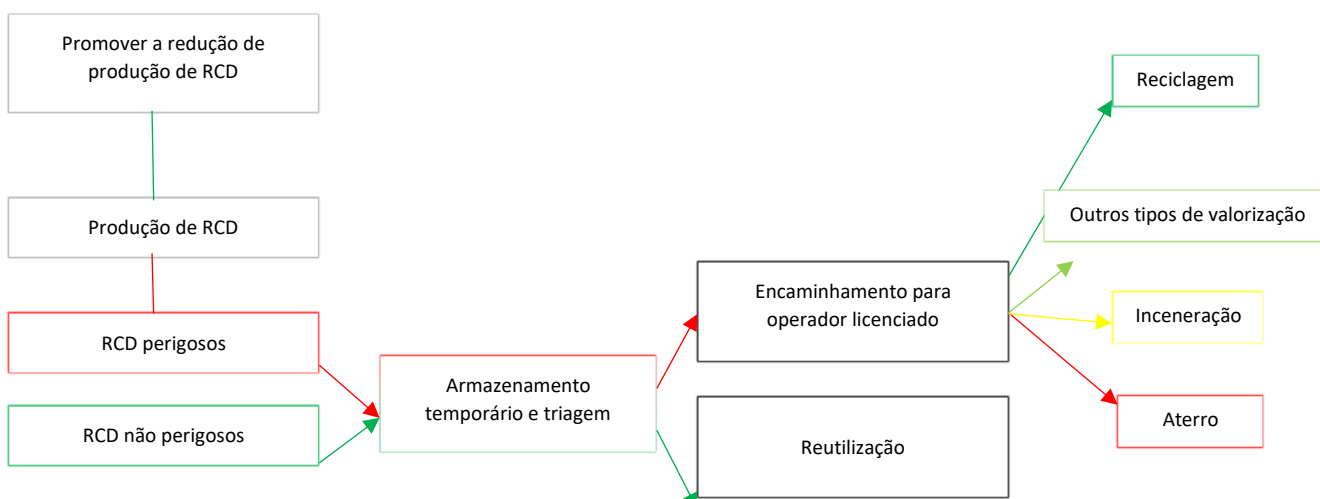 Promover a redução de
produção de RCD
Produção de RCD
RCD perigosos
RCD não perigosos
Armazenamento
temporário e triagem
Encaminhamento para
operador licenciado
Reutilização
Reciclagem
Outros tipos de valorização
Inceneração
Aterro